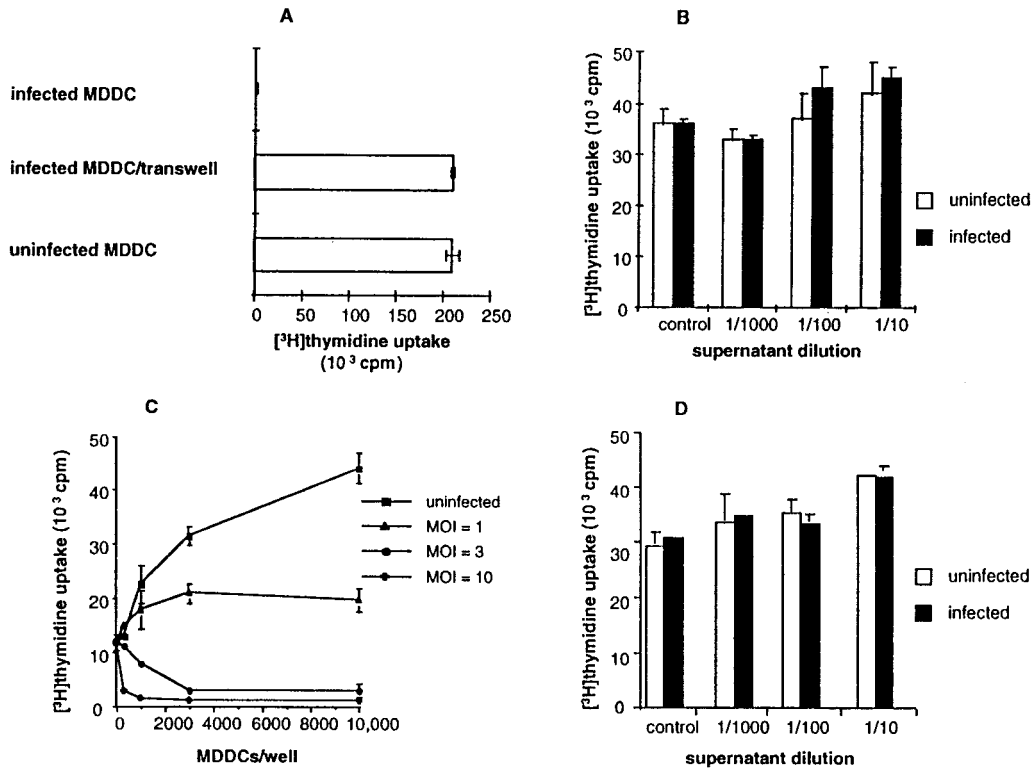 A
infected MDDC
infected MDDC/transwell
uninfected MDDC
0 50 100 150 200 250
[³H]thymidine uptake
(10³ cpm)
B
[³H]thymidine uptake (10³ cpm)
50
40
30
20
10
0
control 1/1000 1/100 1/10
supernatant dilution
uninfected
infected
C
[³H]thymidine uptake (10³ cpm)
50
40
30
20
10
0
0 2000 4000 6000 8000 10,000
MDDCs/well
uninfected
MOI = 1
MOI = 3
MOI = 10
D
[³H]thymidine uptake (10³ cpm)
50
40
30
20
10
0
control 1/1000 1/100 1/10
supernatant dilution
uninfected
infected